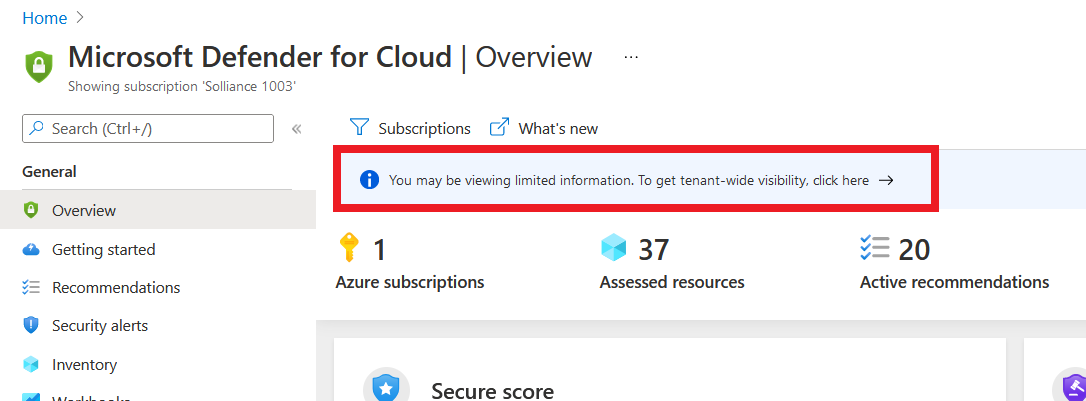 Home
Microsoft Defender for Cloud | Overview ...
Showing subscription 'Solliance 1003'
Search (Ctrl+/)
«
General
Overview
Getting started
Recommendations
Security alerts
Inventory
Workbooks
Subscriptions
What's new
You may be viewing limited information. To get tenant-wide visibility, click here →
1
Azure subscriptions
37
Assessed resources
20
Active recommendations
Secure score